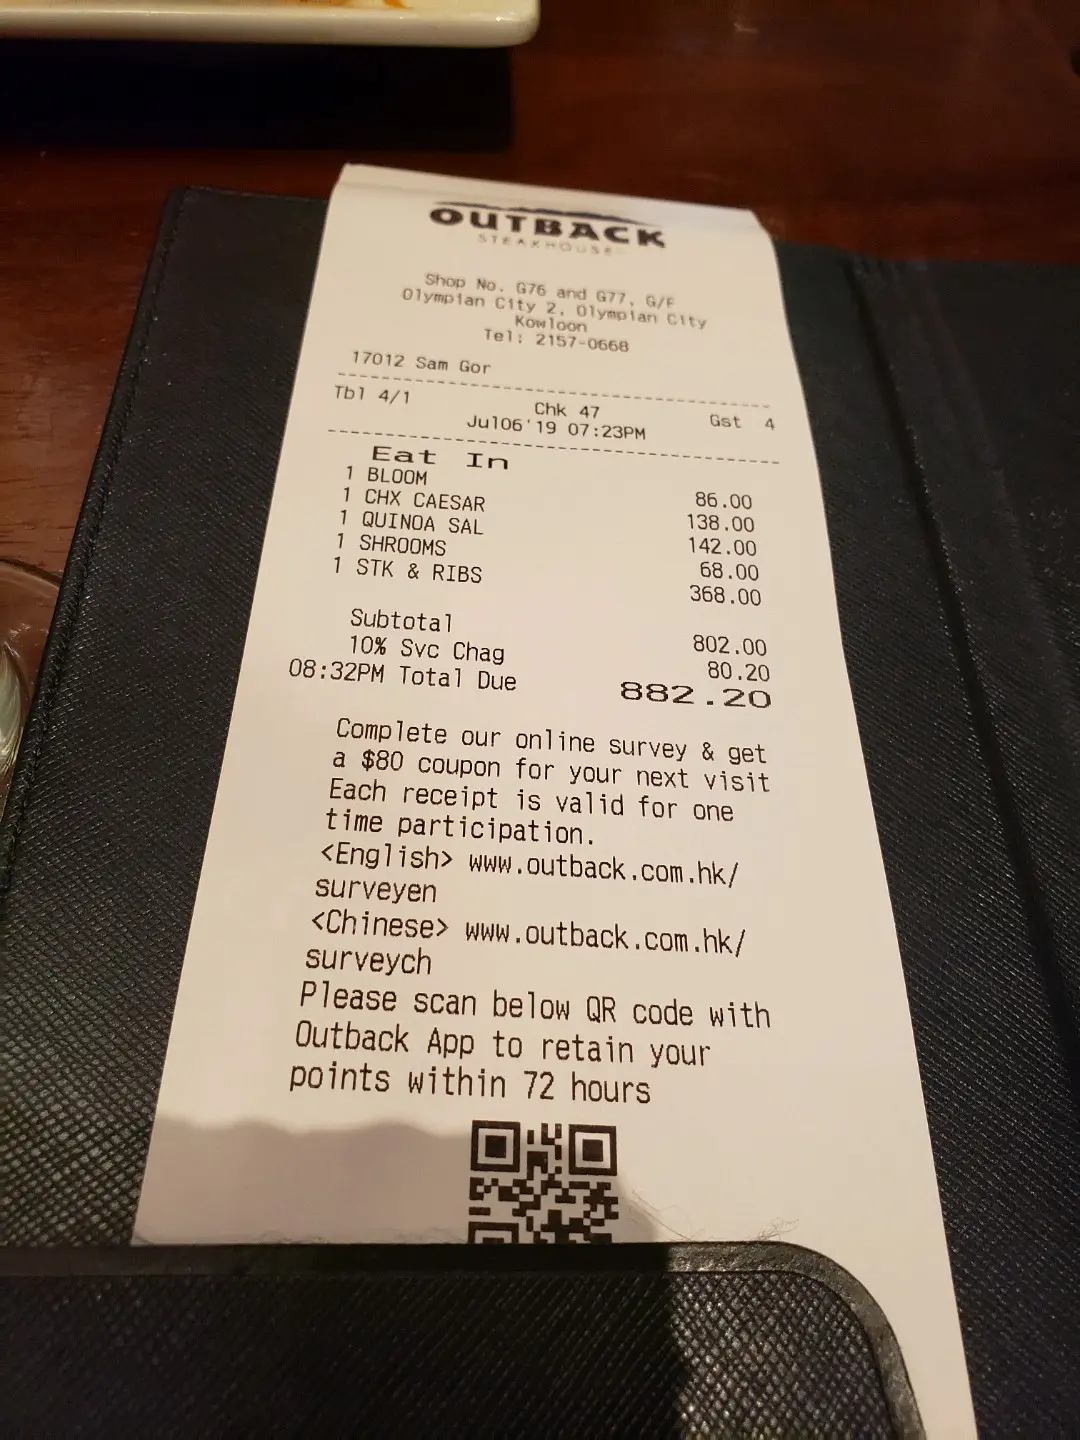 OUTBACK
STEAKHOUSE
Shop No. G76 and G77, G/F
Olympian City 2, Olympian City
Kowloon
Tel: 2157-0668
17012 Sam Gor
Tbl 4/1 Chk 47 Gst 4
Jul06'19 07:23PM
Eat In
1 BLOOM 86.00
1 CHX CAESAR 138.00
1 QUINOA SAL 142.00
1 SHROOMS 68.00
1 STK & RIBS 368.00
Subtotal 802.00
10% Svc Chag 80.20
08:32PM Total Due 882.20
Complete our online survey & get
a $80 coupon for your next visit
Each receipt is valid for one
time participation.
<English> www.outback.com.hk/
surveyen
<Chinese> www.outback.com.hk/
surveych
Please scan below QR code with
Outback App to retain your
points within 72 hours